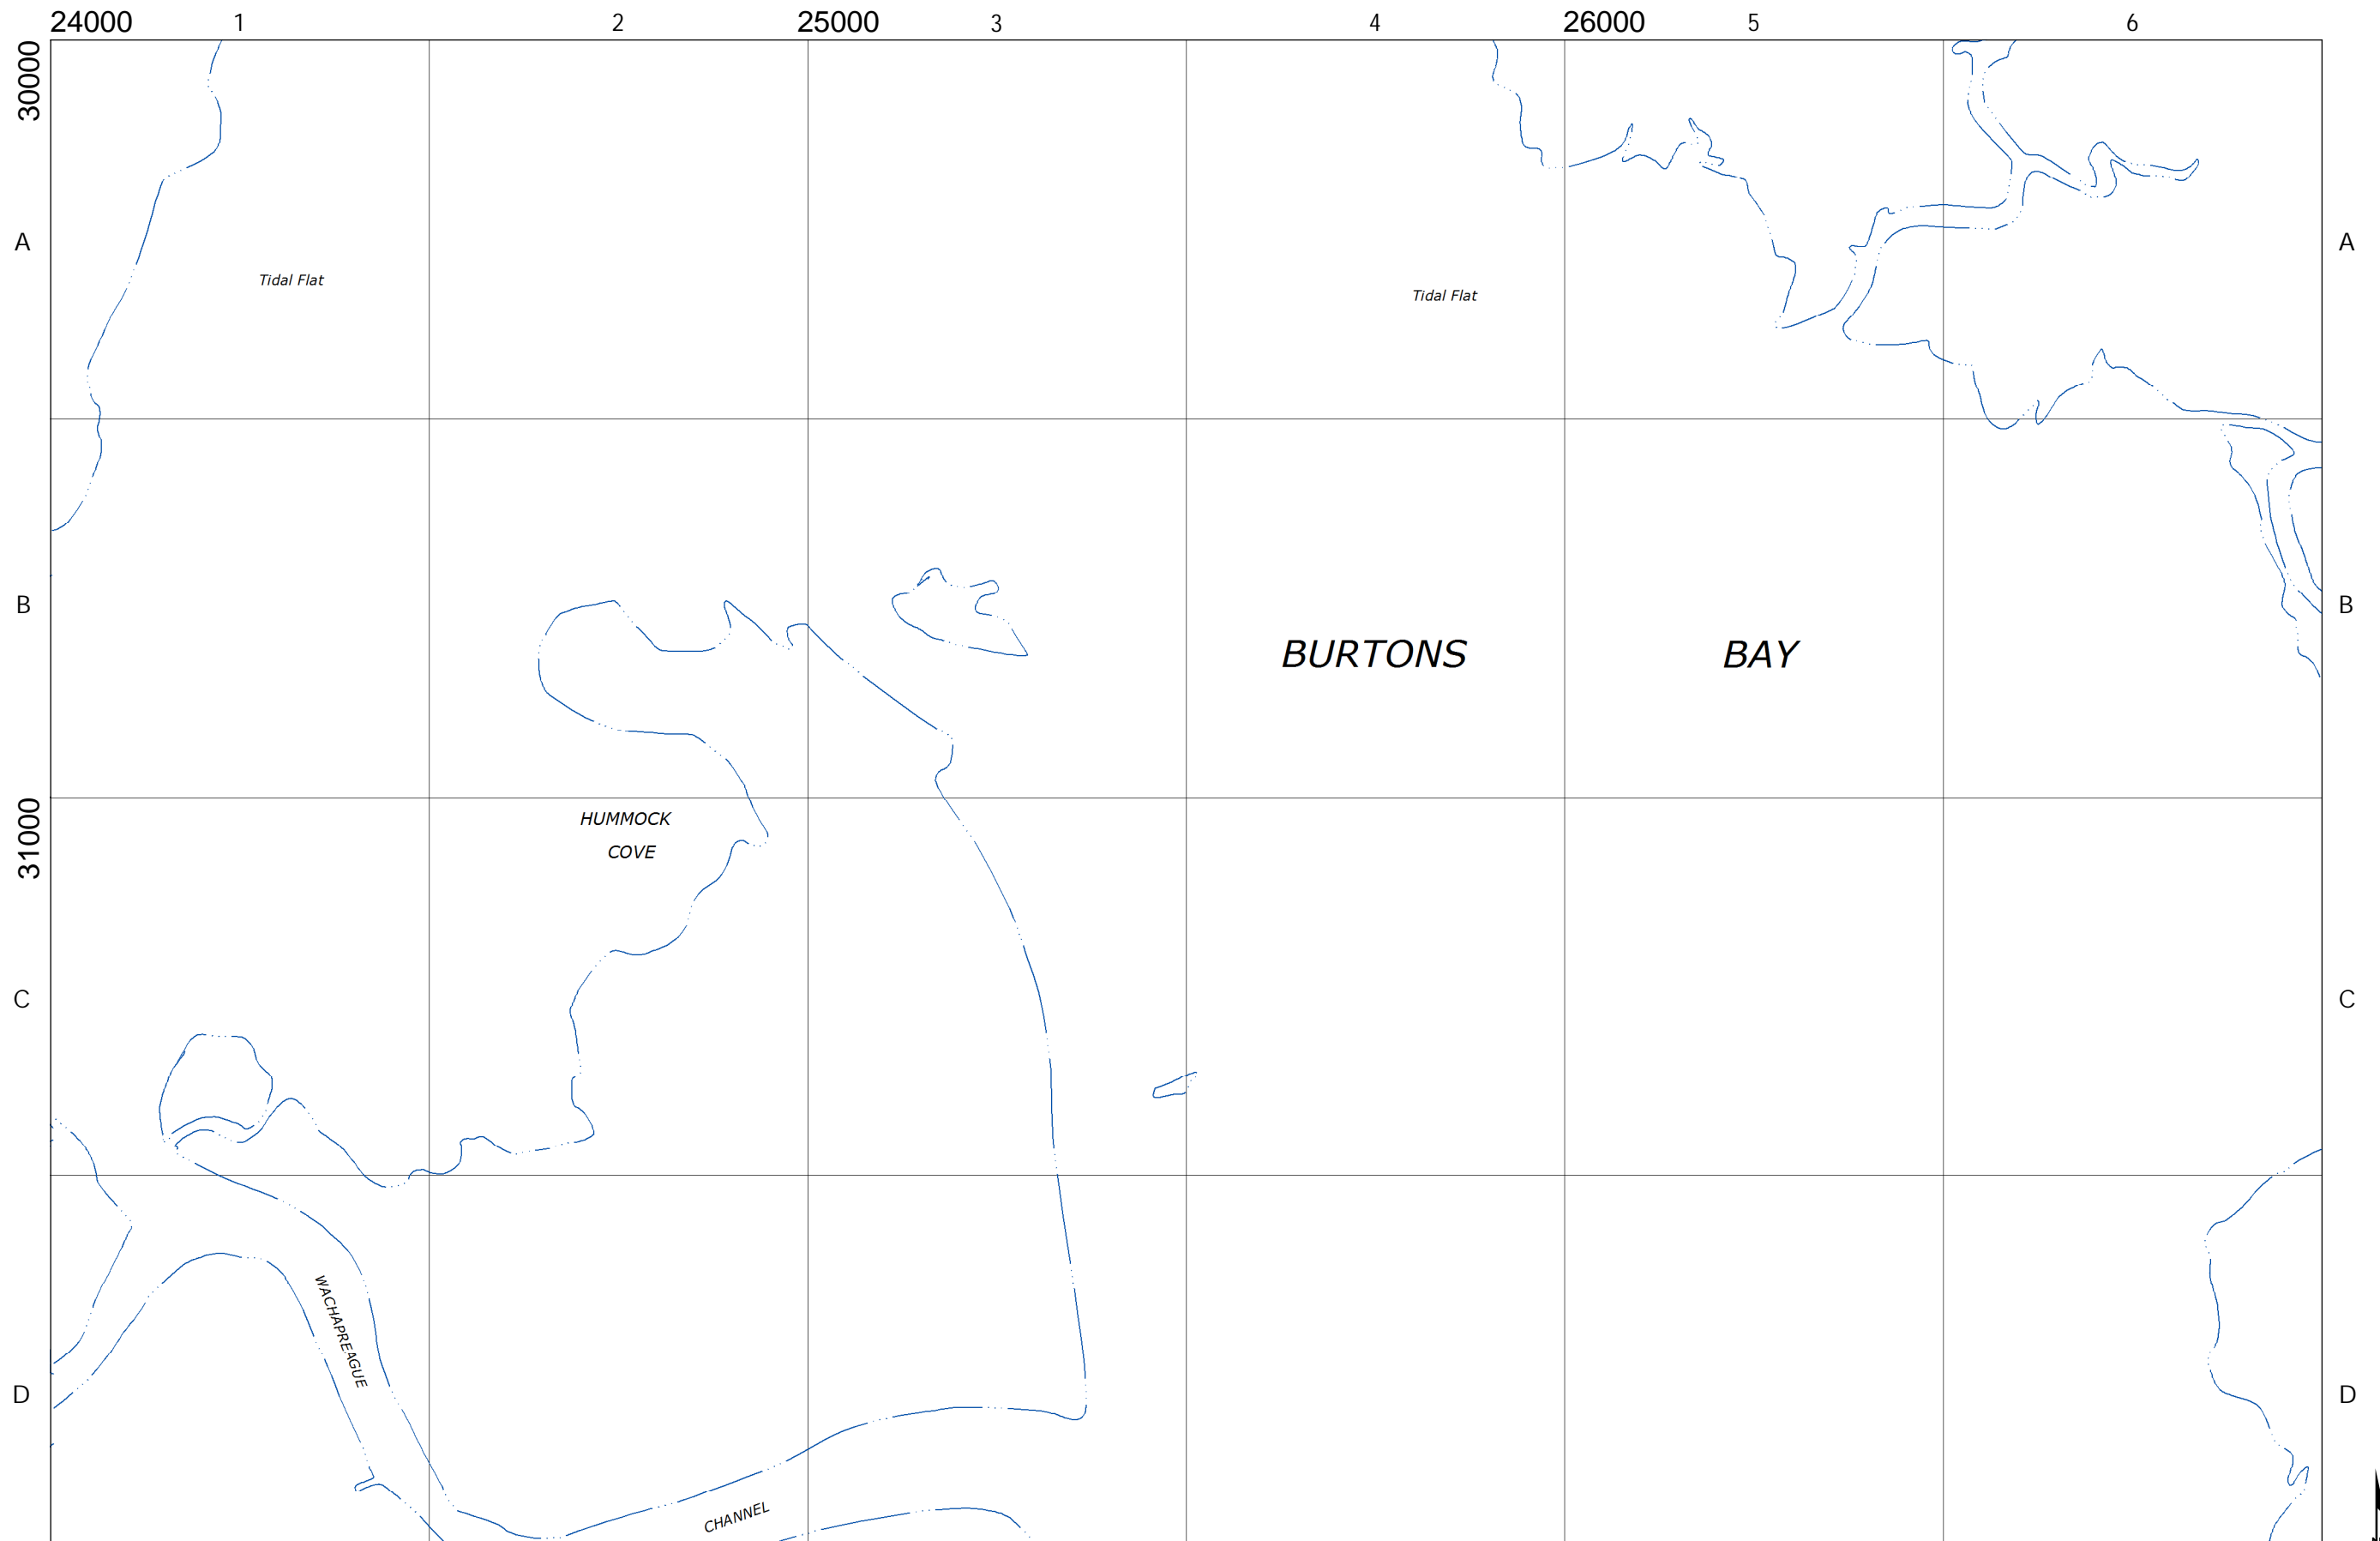 24000 1 2 25000 3 4 26000 5 6
30000
A A
Tidal Flat
Tidal Flat
B B
BURTONS BAY
31000
HUMMOCK
COVE
C C
WACHAPREAGUE
D D
CHANNEL